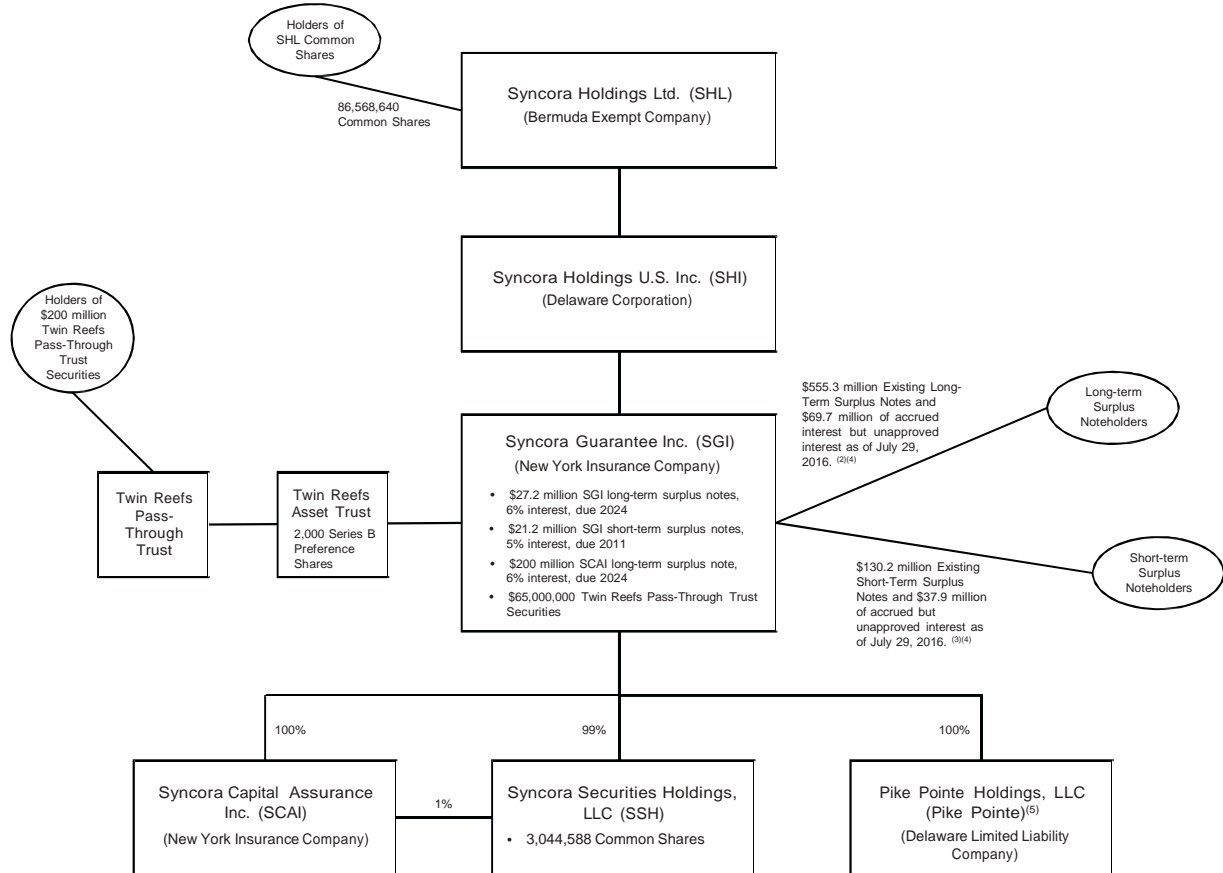 Holders of
SHL Common
Shares
86,568,640
Common Shares
Syncora Holdings Ltd. (SHL)
(Bermuda Exempt Company)
Syncora Holdings U.S. Inc. (SHI)
(Delaware Corporation)
Holders of
$200 million
Twin Reefs
Pass-Through
Trust
Securities
Twin Reefs
Pass-
Through
Trust
Twin Reefs
Asset Trust
2,000 Series B
Preference
Shares
Syncora Guarantee Inc. (SGI)
(New York Insurance Company)
• $27.2 million SGI long-term surplus notes,
6% interest, due 2024
• $21.2 million SGI short-term surplus notes,
5% interest, due 2011
• $200 million SCAI long-term surplus note,
6% interest, due 2024
• $65,000,000 Twin Reefs Pass-Through Trust
Securities
$555.3 million Existing Long-
Term Surplus Notes and
$69.7 million of accrued
interest but unapproved
interest as of July 29,
2016. (2)(4)
Long-term
Surplus
Noteholders
$130.2 million Existing
Short-Term Surplus
Notes and $37.9 million
of accrued but
unapproved interest as
of July 29, 2016. (3)(4)
Short-term
Surplus
Noteholders
100%
99%
100%
Syncora Capital Assurance
Inc. (SCAI)
(New York Insurance Company)
1%
Syncora Securities Holdings,
LLC (SSH)
• 3,044,588 Common Shares
Pike Pointe Holdings, LLC
(Pike Pointe)(5)
(Delaware Limited Liability
Company)